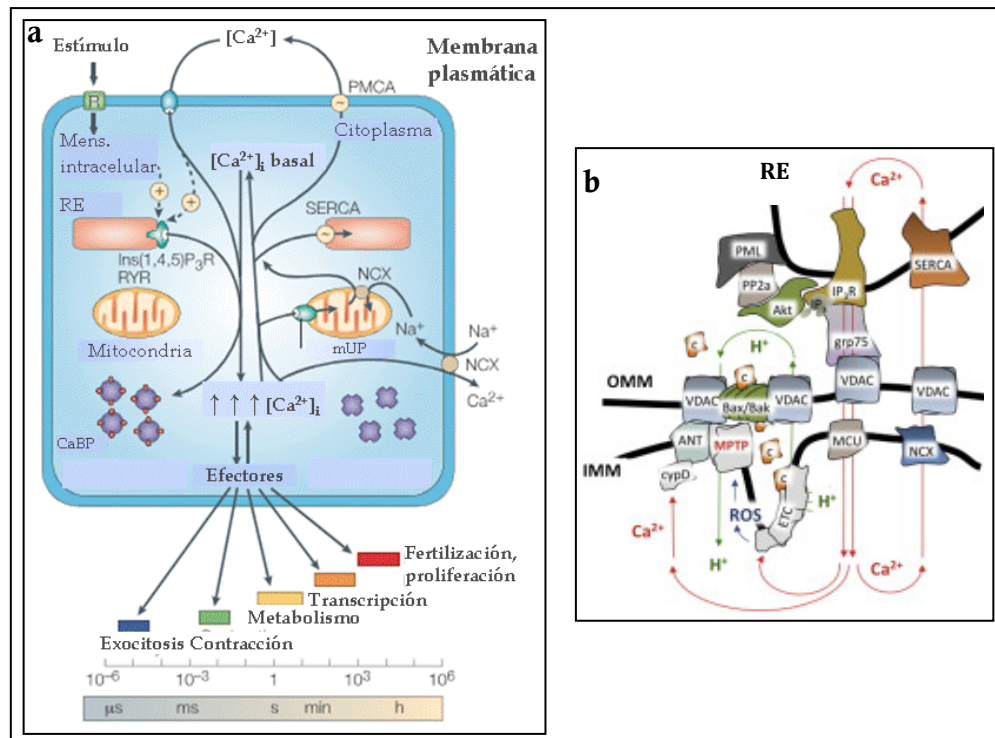 a
Estímulo
[Ca²⁺]
Membrana
plasmática
PMCA
R
Citoplasma
Mens.
intracelular
[Ca²⁺]ᵢ basal
+
+
~
RE
SERCA
~
Ins(1,4,5)P₃R
RYR
NCX
Na⁺
Na⁺
Mitocondria
mUP
NCX
Ca²⁺
↑ ↑ ↑ [Ca²⁺]ᵢ
CaBP
Efectores
Fertilización,
proliferación
Transcripción
Metabolismo
Exocitosis Contracción
10⁻⁶ 10⁻³ 1 10³ 10⁶
µs ms s min h
b
RE
Ca²⁺
PML
SERCA
PP2a
IP₃R
Akt
IP
grp75
c
H⁺
OMM
c
VDAC
Bax/Bak
VDAC
VDAC
VDAC
ANT
MPTP
MCU
NCX
IMM
c
cypD
c
ROS
ETC
H⁺
Ca²⁺
H⁺
Ca²⁺